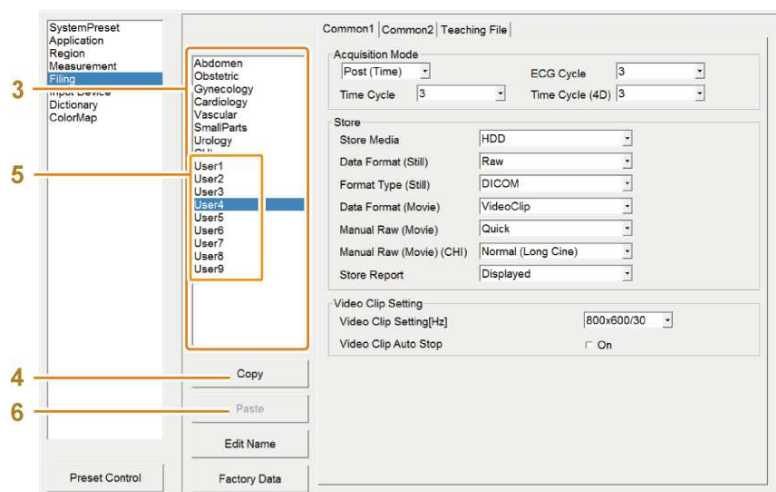 SystemPreset
Application
Region
Measurement
Filing
Input Device
Dictionary
ColorMap
Preset Control
3
5
4
6
Abdomen
Obstetric
Gynecology
Cardiology
Vascular
SmallParts
Urology
User1
User2
User3
User4
User5
User6
User7
User8
User9
Copy
Paste
Edit Name
Factory Data
Common1 Common2 Teaching File
Acquisition Mode
Post (Time) ECG Cycle 3
Time Cycle 3 Time Cycle (4D) 3
Store
Store Media HDD
Data Format (Still) Raw
Format Type (Still) DICOM
Data Format (Movie) VideoClip
Manual Raw (Movie) Quick
Manual Raw (Movie) (CHI) Normal (Long Cine)
Store Report Displayed
Video Clip Setting
Video Clip Setting[Hz] 800x600/30
Video Clip Auto Stop On